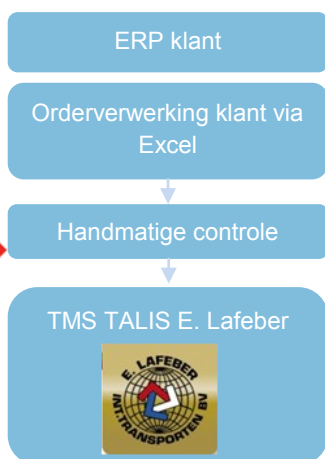 ERP klant
Orderverwerking klant via
Excel
Handmatige controle
TMS TALIS E. Lafeber
E. LAFEBER
INT. TRANSPORTEN BV